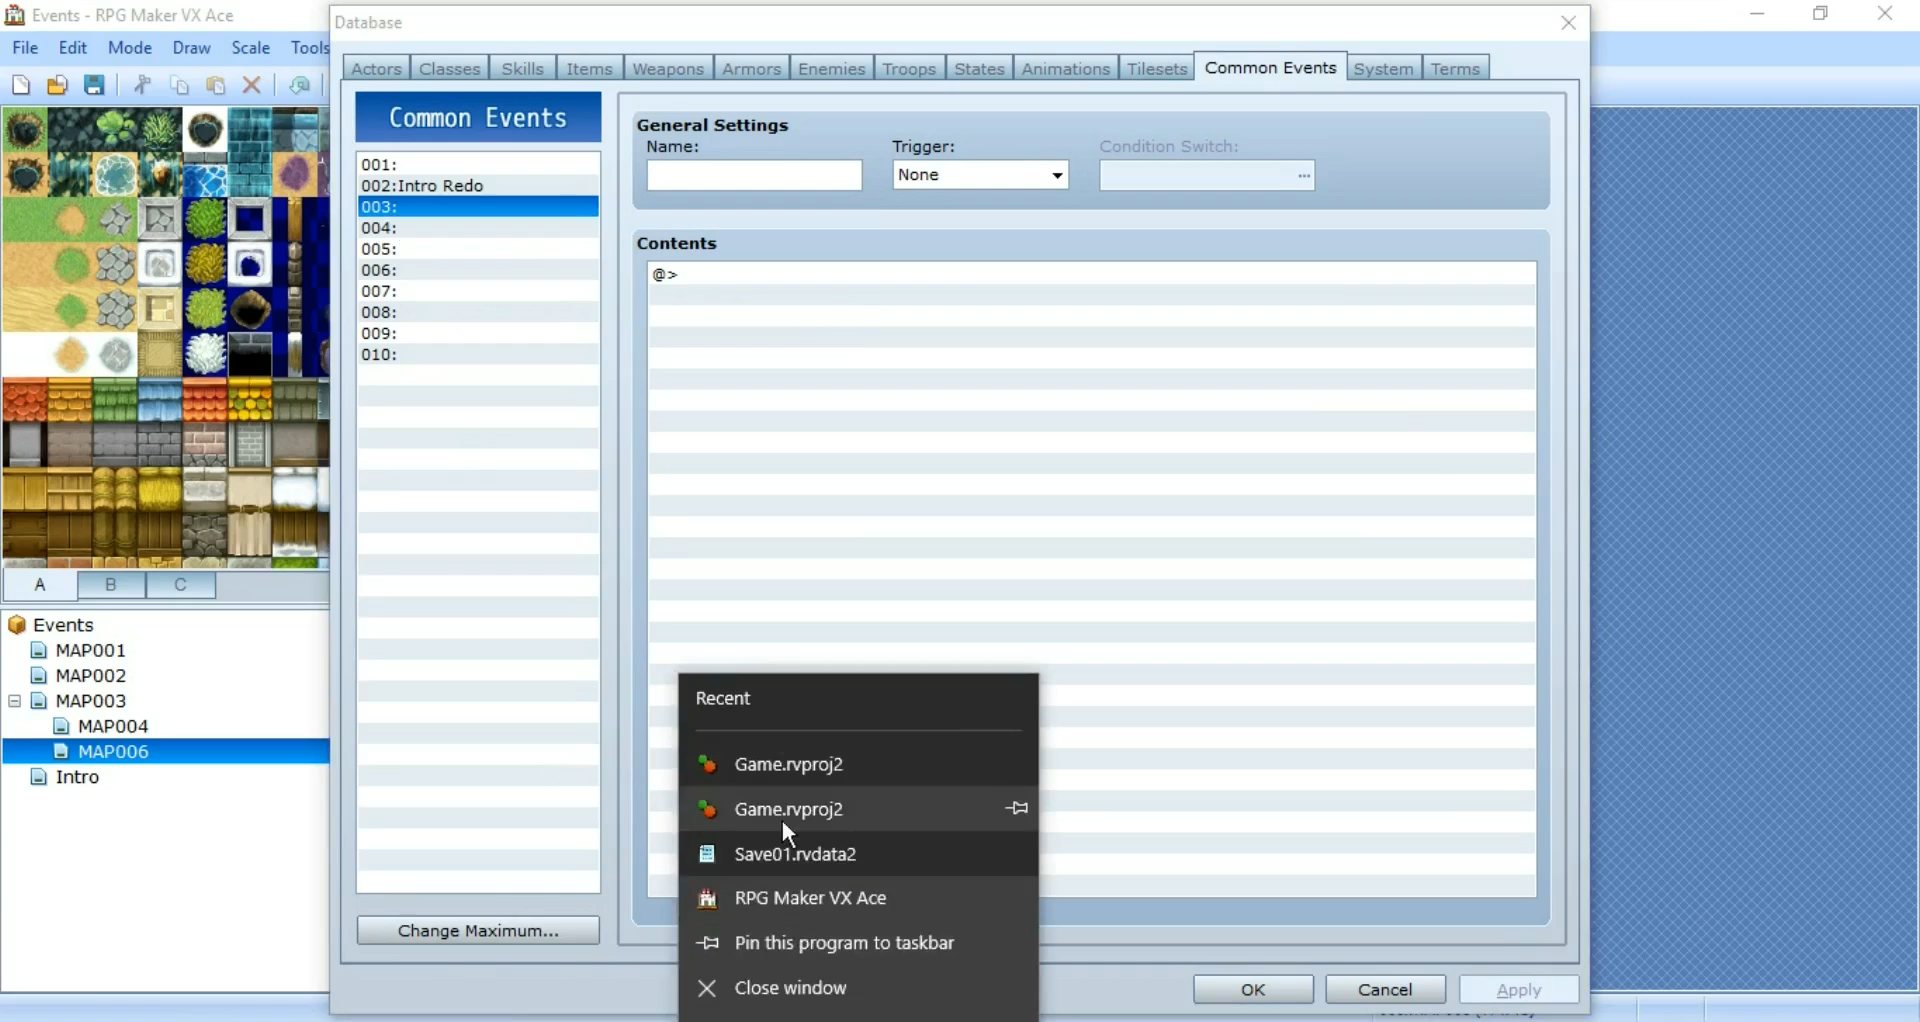 Events - RPG Maker VX Ace
File Edit Mode Draw Scale Tools
A B C
Events
MAP001
MAP002
MAP003
MAP004
MAP006
Intro
Database
Actors Classes Skills Items Weapons Armors Enemies Troops States Animations Tilesets Common Events System Terms
Common Events
001:
002:Intro Redo
003:
004:
005:
006:
007:
008:
009:
010:
Change Maximum...
General Settings
Name: Trigger: Condition Switch:
None ...
Contents
@>
Recent
Game.rvproj2
Game.rvproj2
Save01.rvdata2
RPG Maker VX Ace
Pin this program to taskbar
Close window
OK Cancel Apply